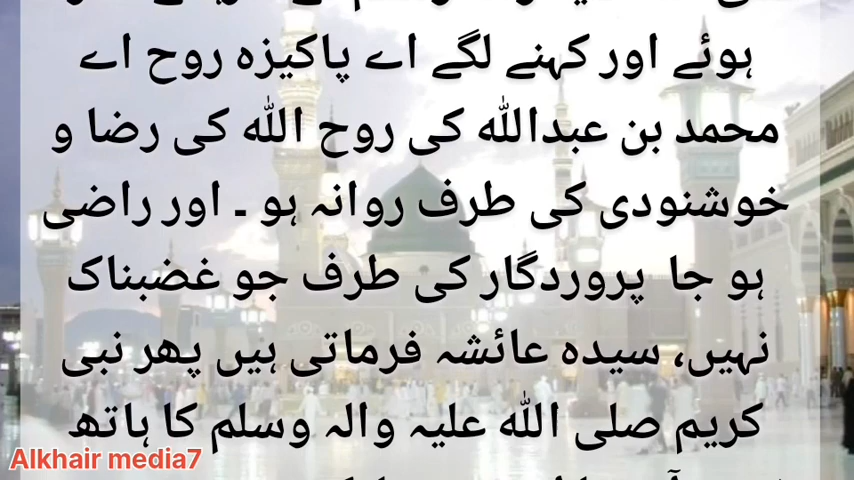 ہوئے اور کہنے لگے اے پاکیزہ روح اے
محمد بن عبداللہ کی روح اللہ کی رضا و
خوشنودی کی طرف روانہ ہو ۔ اور راضی
ہو جا پروردگار کی طرف جو غضبناک
نہیں، سیدہ عائشہ فرماتی ہیں پھر نبی
کریم صلی اللہ علیہ والہ وسلم کا ہاتھ
Alkhair media7